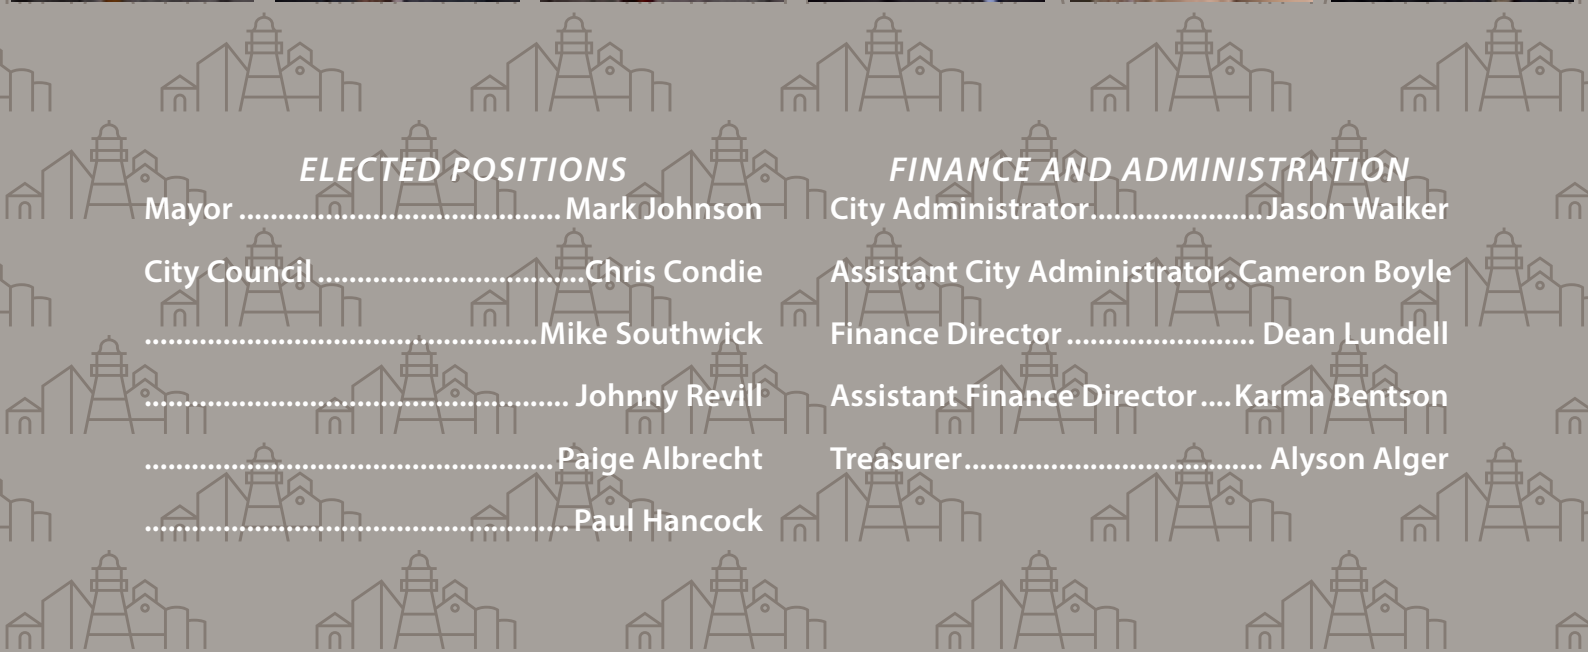 ELECTED POSITIONS
Mayor ......................................... Mark Johnson
City Council ..................................Chris Condie
..................................................Mike Southwick
...................................................... Johnny Revill
.................................................... Paige Albrecht
...................................................... Paul Hancock
FINANCE AND ADMINISTRATION
City Administrator......................Jason Walker
Assistant City Administrator..Cameron Boyle
Finance Director ........................ Dean Lundell
Assistant Finance Director ....Karma Bentson
Treasurer...................................... Alyson Alger